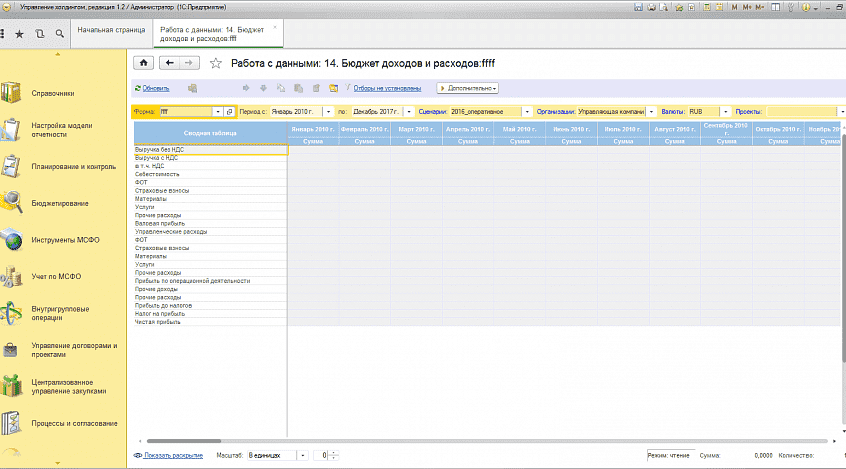 Управление холдингом, редакция 1.2 / Администратор (1С:Предприятие)
M M+ M-
Начальная страница
Работа с данными: 14. Бюджет
доходов и расходов:ffff
Работа с данными: 14. Бюджет доходов и расходов:ffff
Обновить
Отборы не установлены
Дополнительно
Форма: ffff
Период с: Январь 2010 г.
по: Декабрь 2017 г.
Сценарии: 2016_оперативное
Организации: Управляющая компани
Валюты: RUB
Проекты:
Справочники
Настройка модели
отчетности
Планирование и контроль
Бюджетирование
Инструменты МСФО
Учет по МСФО
Внутригрупповые
операции
Управление договорами и
проектами
Централизованное
управление закупками
Процессы и согласование
Сводная таблица
Январь 2010 г. Февраль 2010 г. Март 2010 г. Апрель 2010 г. Май 2010 г. Июнь 2010 г. Июль 2010 г. Август 2010 г. Сентябрь 2010 г. Октябрь 2010 г. Ноябрь 20
Сумма Сумма Сумма Сумма Сумма Сумма Сумма Сумма Сумма Сумма Сумма
Выручка без НДС
Выручка с НДС
в т.ч. НДС
Себестоимость
ФОТ
Страховые взносы
Материалы
Услуги
Прочие расходы
Валовая прибыль
Управленческие расходы
ФОТ
Страховые взносы
Материалы
Услуги
Прочие расходы
Прибыль по операционной деятельности
Прочие доходы
Прочие расходы
Прибыль до налогов
Налог на прибыль
Чистая прибыль
Показать раскрытие
Масштаб: В единицах
0
Режим: чтение
Сумма: 0,0000
Количество: